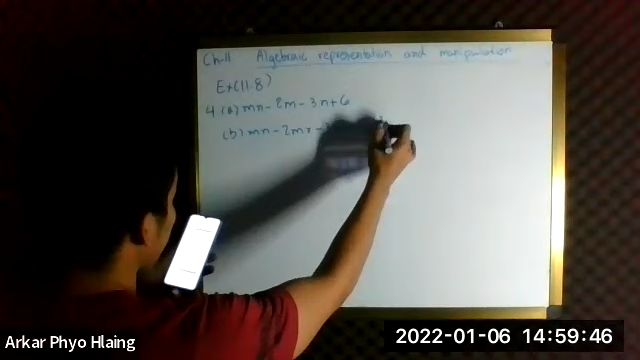 Ch-11 Algebraic representation and manipulation
Ex(11.8)
4 (a) mn - 2m - 3n + 6
(b) mn - 2mr -
Arkar Phyo Hlaing
2022-01-06 14:59:46